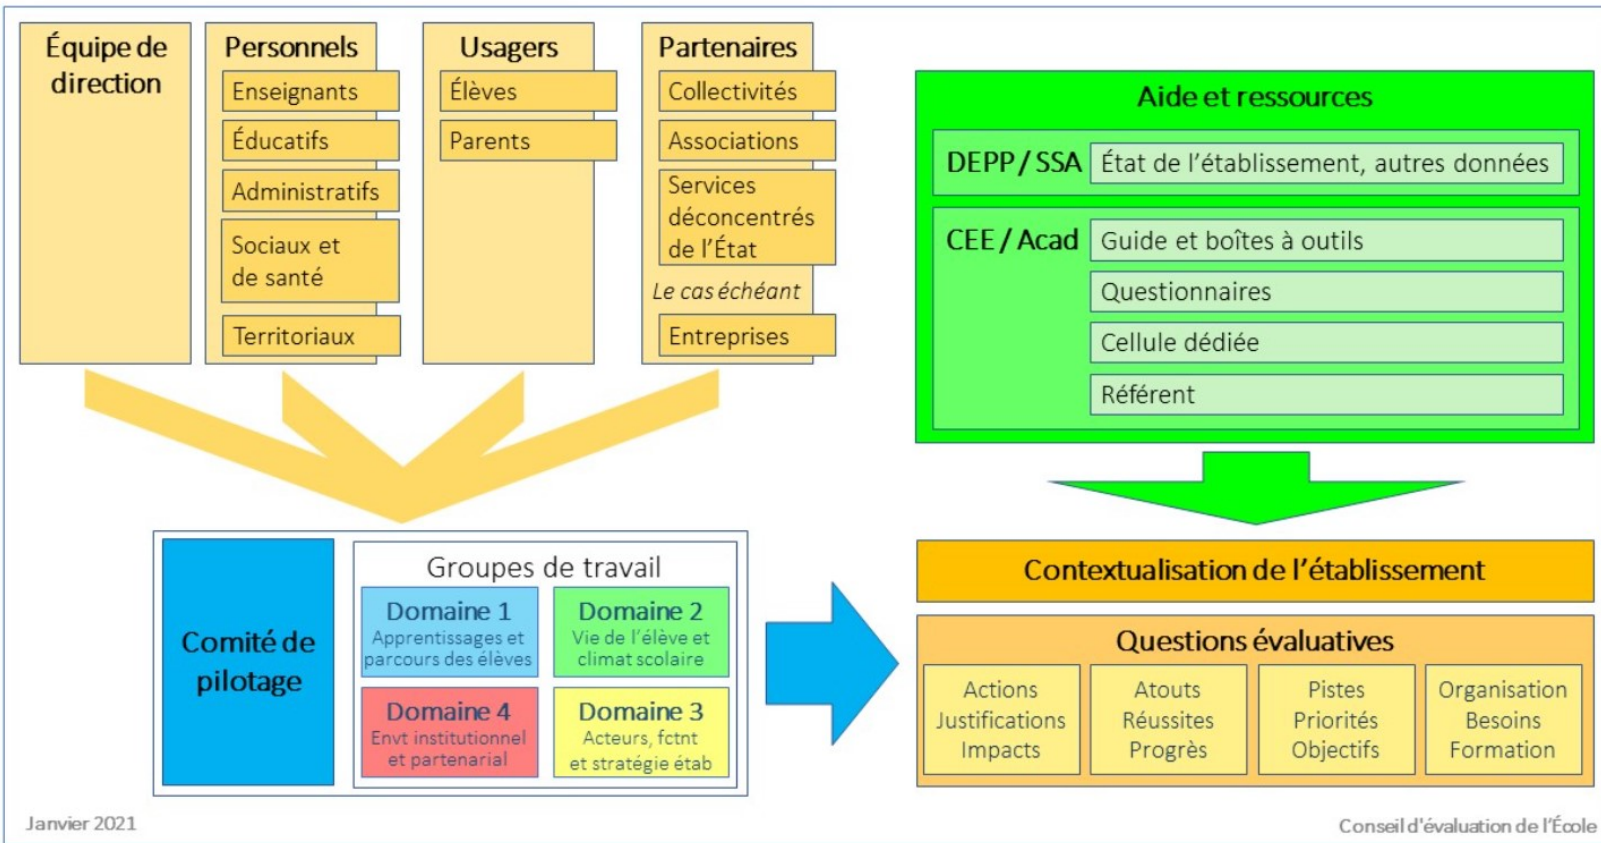 Équipe de
direction
Personnels
Enseignants
Éducatifs
Administratifs
Sociaux et
de santé
Territoriaux
Usagers
Élèves
Parents
Partenaires
Collectivités
Associations
Services
déconcentrés
de l'État
Le cas échéant
Entreprises
Aide et ressources
DEPP / SSA
État de l'établissement, autres données
CEE / Acad
Guide et boîtes à outils
Questionnaires
Cellule dédiée
Référent
Comité de
pilotage
Groupes de travail
Domaine 1
Apprentissages et
parcours des élèves
Domaine 2
Vie de l'élève et
climat scolaire
Domaine 4
Envt institutionnel
et partenarial
Domaine 3
Acteurs, fctnt
et stratégie étab
Contextualisation de l'établissement
Questions évaluatives
Actions
Justifications
Impacts
Atouts
Réussites
Progrès
Pistes
Priorités
Objectifs
Organisation
Besoins
Formation
Janvier 2021
Conseil d'évaluation de l'École